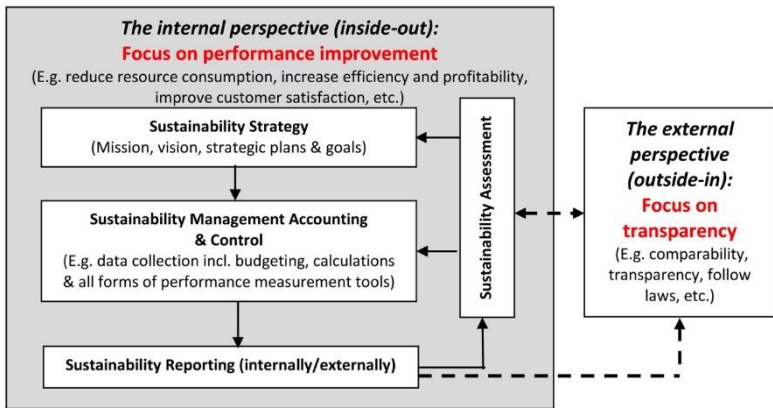 The internal perspective (inside-out):
Focus on performance improvement
(E.g. reduce resource consumption, increase efficiency and profitability,
improve customer satisfaction, etc.)
Sustainability Strategy
(Mission, vision, strategic plans & goals)
Sustainability Management Accounting
& Control
(E.g. data collection incl. budgeting, calculations
& all forms of performance measurement tools)
Sustainability Reporting (internally/externally)
Sustainability Assessment
The external
perspective
(outside-in):
Focus on
transparency
(E.g. comparability,
transparency, follow
laws, etc.)